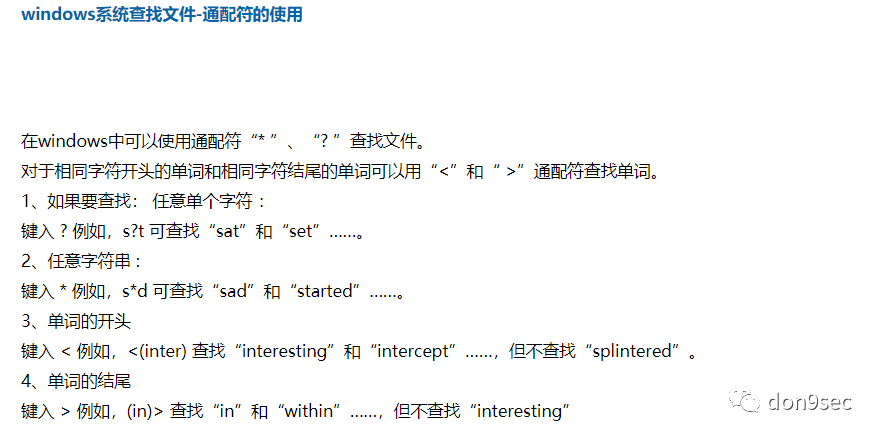 windows系统查找文件-通配符的使用
在windows中可以使用通配符“* ”、“? ”查找文件。
对于相同字符开头的单词和相同字符结尾的单词可以用“<”和“ >”通配符查找单词。
1、如果要查找： 任意单个字符：
键入 ? 例如，s?t 可查找“sat”和“set”……。
2、任意字符串：
键入 * 例如，s*d 可查找“sad”和“started”……。
3、单词的开头
键入 < 例如，<(inter) 查找“interesting”和“intercept”……，但不查找“splintered”。
4、单词的结尾
键入 > 例如，(in)> 查找“in”和“within”……，但不查找“interesting”
don9sec